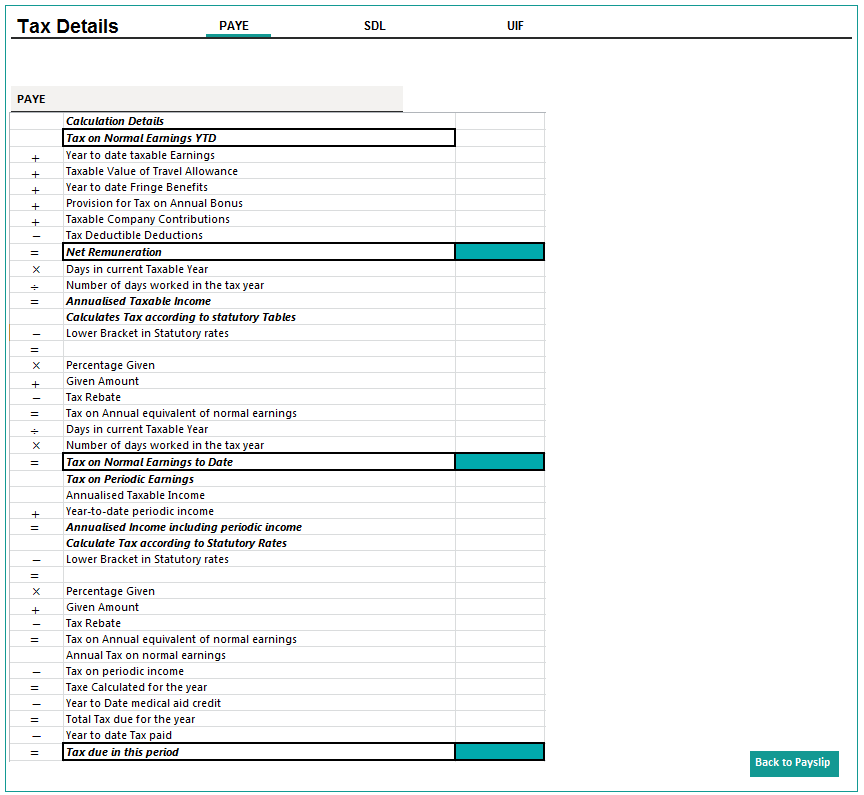 Tax Details PAYE SDL UIF
PAYE
Calculation Details
Tax on Normal Earnings YTD
+ Year to date taxable Earnings
+ Taxable Value of Travel Allowance
+ Year to date Fringe Benefits
+ Provision for Tax on Annual Bonus
+ Taxable Company Contributions
− Tax Deductible Deductions
= Net Remuneration
× Days in current Taxable Year
÷ Number of days worked in the tax year
= Annualised Taxable Income
Calculates Tax according to statutory Tables
− Lower Bracket in Statutory rates
=
× Percentage Given
+ Given Amount
− Tax Rebate
= Tax on Annual equivalent of normal earnings
÷ Days in current Taxable Year
× Number of days worked in the tax year
= Tax on Normal Earnings to Date
Tax on Periodic Earnings
Annualised Taxable Income
+ Year-to-date periodic income
= Annualised Income including periodic income
Calculate Tax according to Statutory Rates
− Lower Bracket in Statutory rates
=
× Percentage Given
+ Given Amount
− Tax Rebate
= Tax on Annual equivalent of normal earnings
Annual Tax on normal earnings
− Tax on periodic income
= Taxe Calculated for the year
− Year to Date medical aid credit
= Total Tax due for the year
− Year to date Tax paid
= Tax due in this period
Back to Payslip